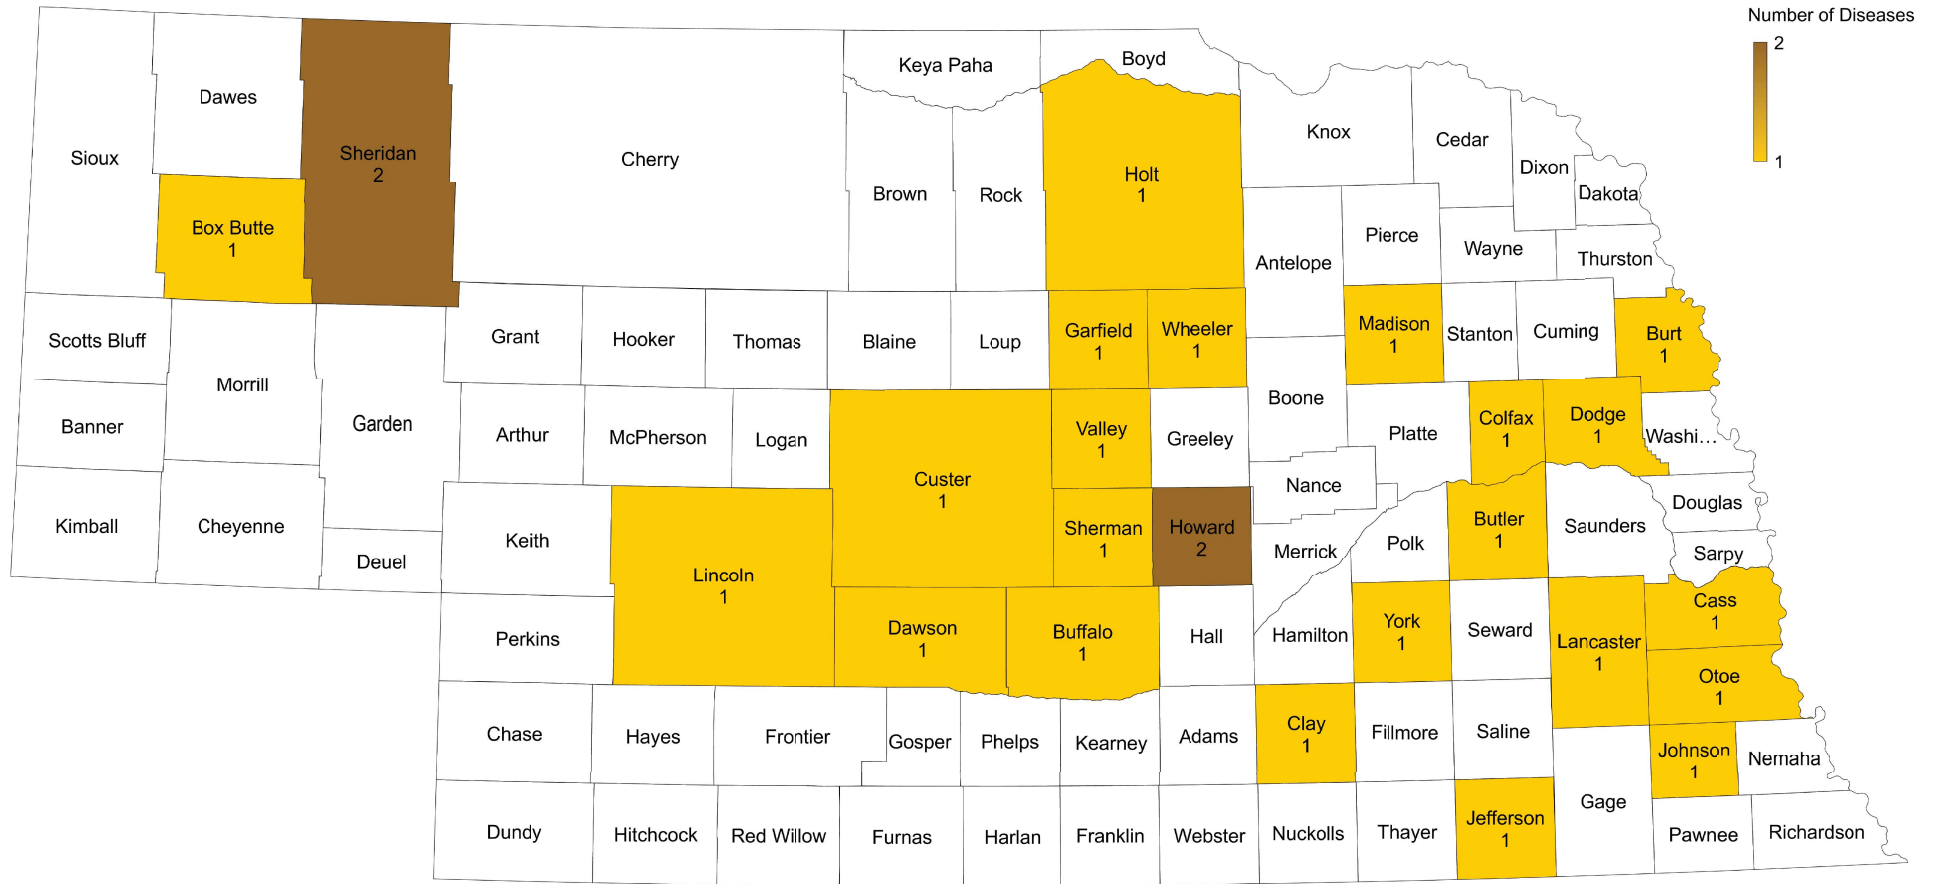 Number of Diseases
2
1
Keya Paha
Boyd
Dawes
Knox
Cedar
Sioux
Sheridan
2
Cherry
Holt
1
Dixon
Dakota
Brown
Rock
Box Butte
1
Pierce
Wayne
Antelope
Thurston
Scotts Bluff
Grant
Hooker
Thomas
Blaine
Loup
Garfield
1
Wheeler
1
Madison
1
Stanton
Cuming
Burt
1
Morrill
Boone
Banner
Garden
Arthur
McPherson
Logan
Valley
1
Greeley
Platte
Colfax
1
Dodge
1
Washi...
Custer
1
Nance
Douglas
Kimball
Cheyenne
Keith
Sherman
1
Howard
2
Merrick
Polk
Butler
1
Saunders
Sarpy
Deuel
Lincoln
1
Cass
1
Perkins
Dawson
1
Buffalo
1
Hall
Hamilton
York
1
Seward
Lancaster
1
Otoe
1
Chase
Hayes
Frontier
Gosper
Phelps
Kearney
Adams
Clay
1
Fillmore
Saline
Johnson
1
Nemaha
Gage
Dundy
Hitchcock
Red Willow
Furnas
Harlan
Franklin
Webster
Nuckolls
Thayer
Jefferson
1
Pawnee
Richardson